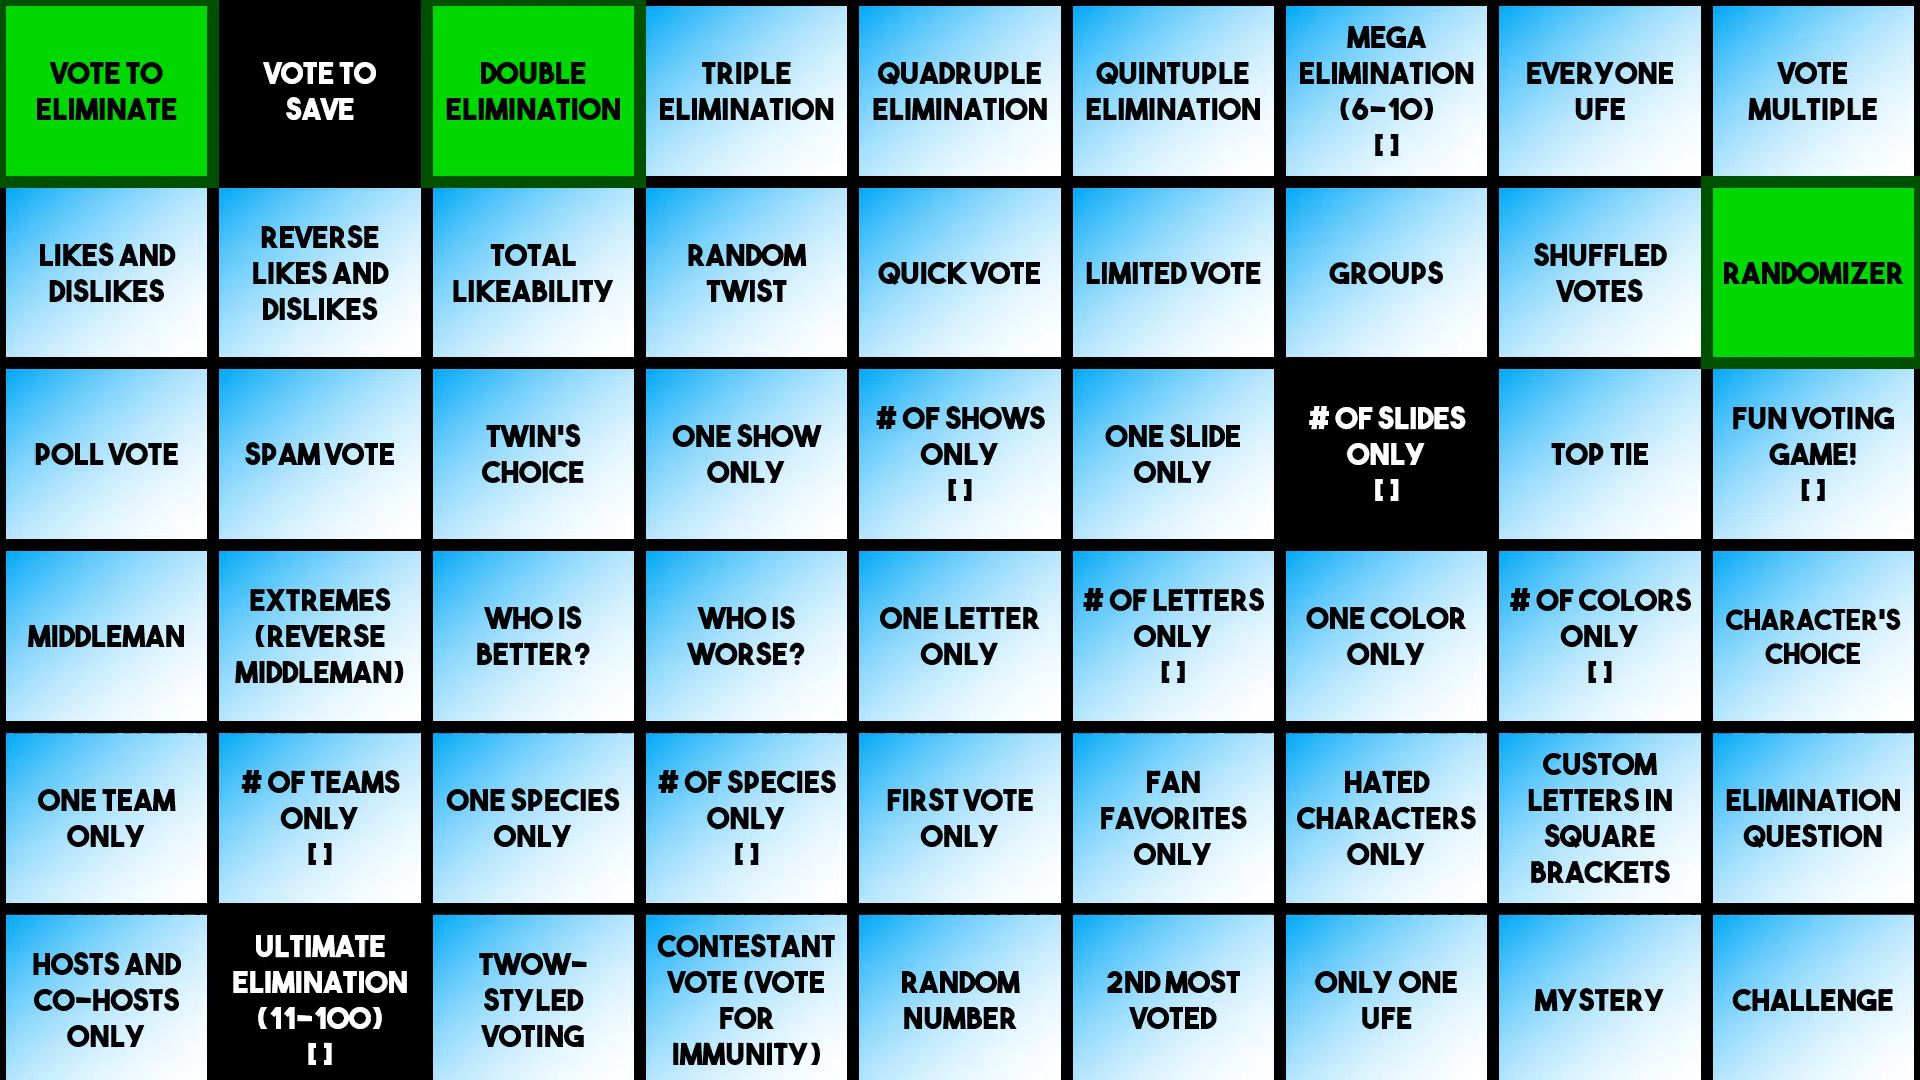 VOTE TO
ELIMINATE
VOTE TO
SAVE
DOUBLE
ELIMINATION
TRIPLE
ELIMINATION
QUADRUPLE
ELIMINATION
QUINTUPLE
ELIMINATION
MEGA
ELIMINATION
(6-10)
[ ]
EVERYONE
UFE
VOTE
MULTIPLE
LIKES AND
DISLIKES
REVERSE
LIKES AND
DISLIKES
TOTAL
LIKEABILITY
RANDOM
TWIST
QUICK VOTE
LIMITED VOTE
GROUPS
SHUFFLED
VOTES
RANDOMIZER
POLL VOTE
SPAM VOTE
TWIN'S
CHOICE
ONE SHOW
ONLY
# OF SHOWS
ONLY
[ ]
ONE SLIDE
ONLY
# OF SLIDES
ONLY
[ ]
TOP TIE
FUN VOTING
GAME!
[ ]
MIDDLEMAN
EXTREMES
(REVERSE
MIDDLEMAN)
WHO IS
BETTER?
WHO IS
WORSE?
ONE LETTER
ONLY
# OF LETTERS
ONLY
[ ]
ONE COLOR
ONLY
# OF COLORS
ONLY
[ ]
CHARACTER'S
CHOICE
ONE TEAM
ONLY
# OF TEAMS
ONLY
[ ]
ONE SPECIES
ONLY
# OF SPECIES
ONLY
[ ]
FIRST VOTE
ONLY
FAN
FAVORITES
ONLY
HATED
CHARACTERS
ONLY
CUSTOM
LETTERS IN
SQUARE
BRACKETS
ELIMINATION
QUESTION
HOSTS AND
CO-HOSTS
ONLY
ULTIMATE
ELIMINATION
(11-100)
[ ]
TWOW-
STYLED
VOTING
CONTESTANT
VOTE (VOTE
FOR
IMMUNITY)
RANDOM
NUMBER
2ND MOST
VOTED
ONLY ONE
UFE
MYSTERY
CHALLENGE